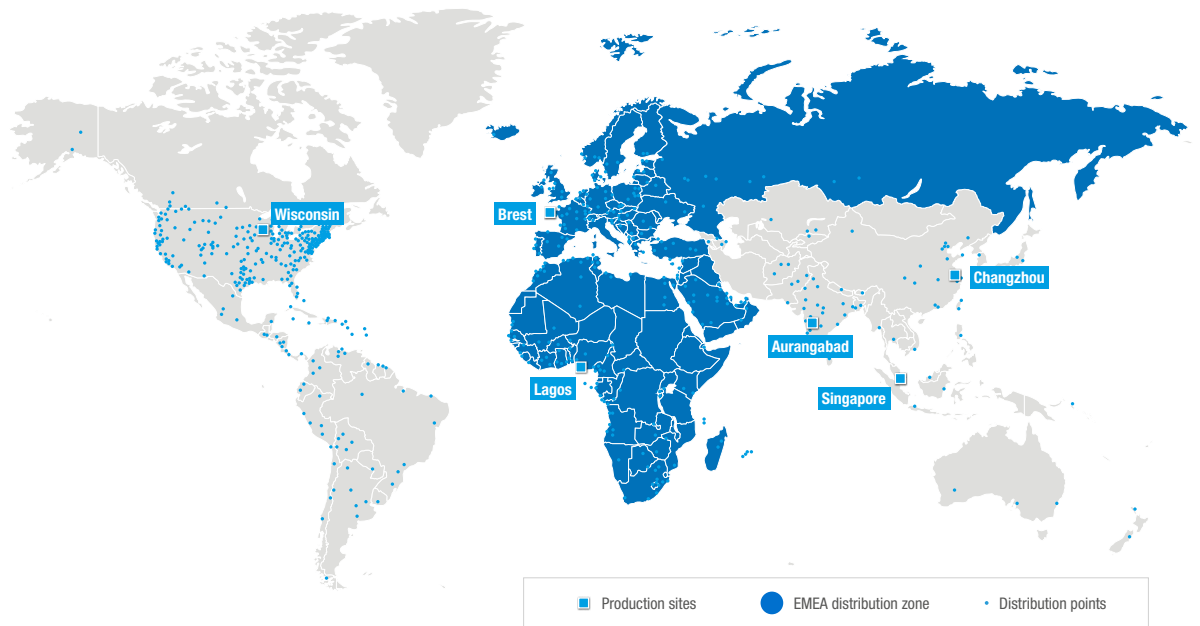 Wisconsin
Brest
Changzhou
Aurangabad
Lagos
Singapore
Production sites
EMEA distribution zone
Distribution points